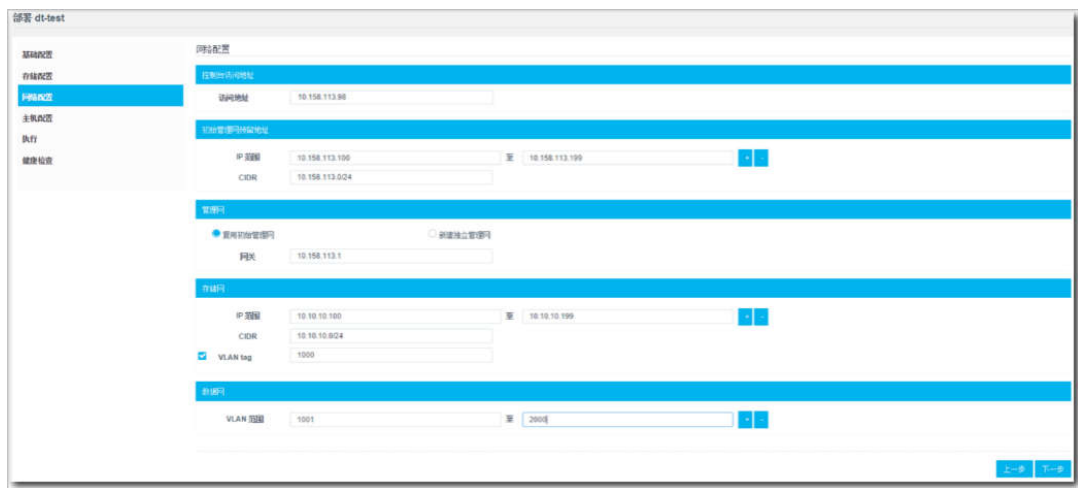 部署 dt-test
基础配置
存储配置
网络配置
主机配置
执行
健康检查
网络配置
控制台访问地址
访问地址 10.158.113.98
初始管理网预留地址
IP 范围 10.158.113.100 至 10.158.113.199 + -
CIDR 10.158.113.0/24
管理网
复用初始管理网 新建独立管理网
网关 10.158.113.1
存储网
IP 范围 10.10.10.100 至 10.10.10.199 + -
CIDR 10.10.10.0/24
VLAN tag 1000
数据网
VLAN 范围 1001 至 2000 + -
上一步 下一步